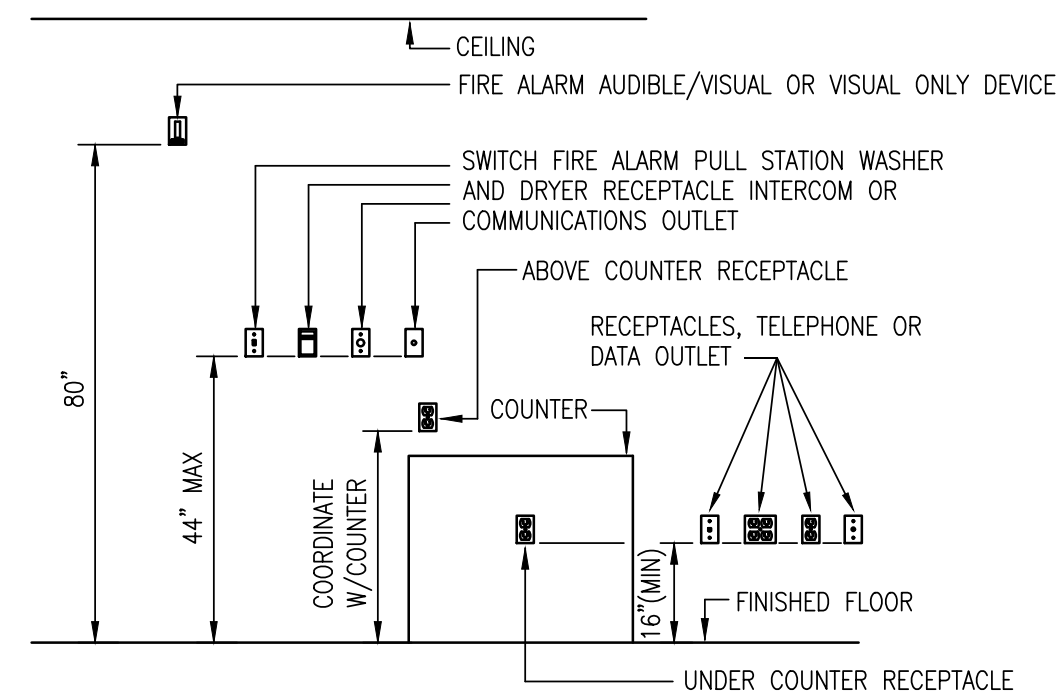 CEILING
FIRE ALARM AUDIBLE/VISUAL OR VISUAL ONLY DEVICE
SWITCH FIRE ALARM PULL STATION WASHER
AND DRYER RECEPTACLE INTERCOM OR
COMMUNICATIONS OUTLET
ABOVE COUNTER RECEPTACLE
RECEPTACLES, TELEPHONE OR
DATA OUTLET
80"
COUNTER
44" MAX
COORDINATE
W/COUNTER
16"(MIN)
FINISHED FLOOR
UNDER COUNTER RECEPTACLE